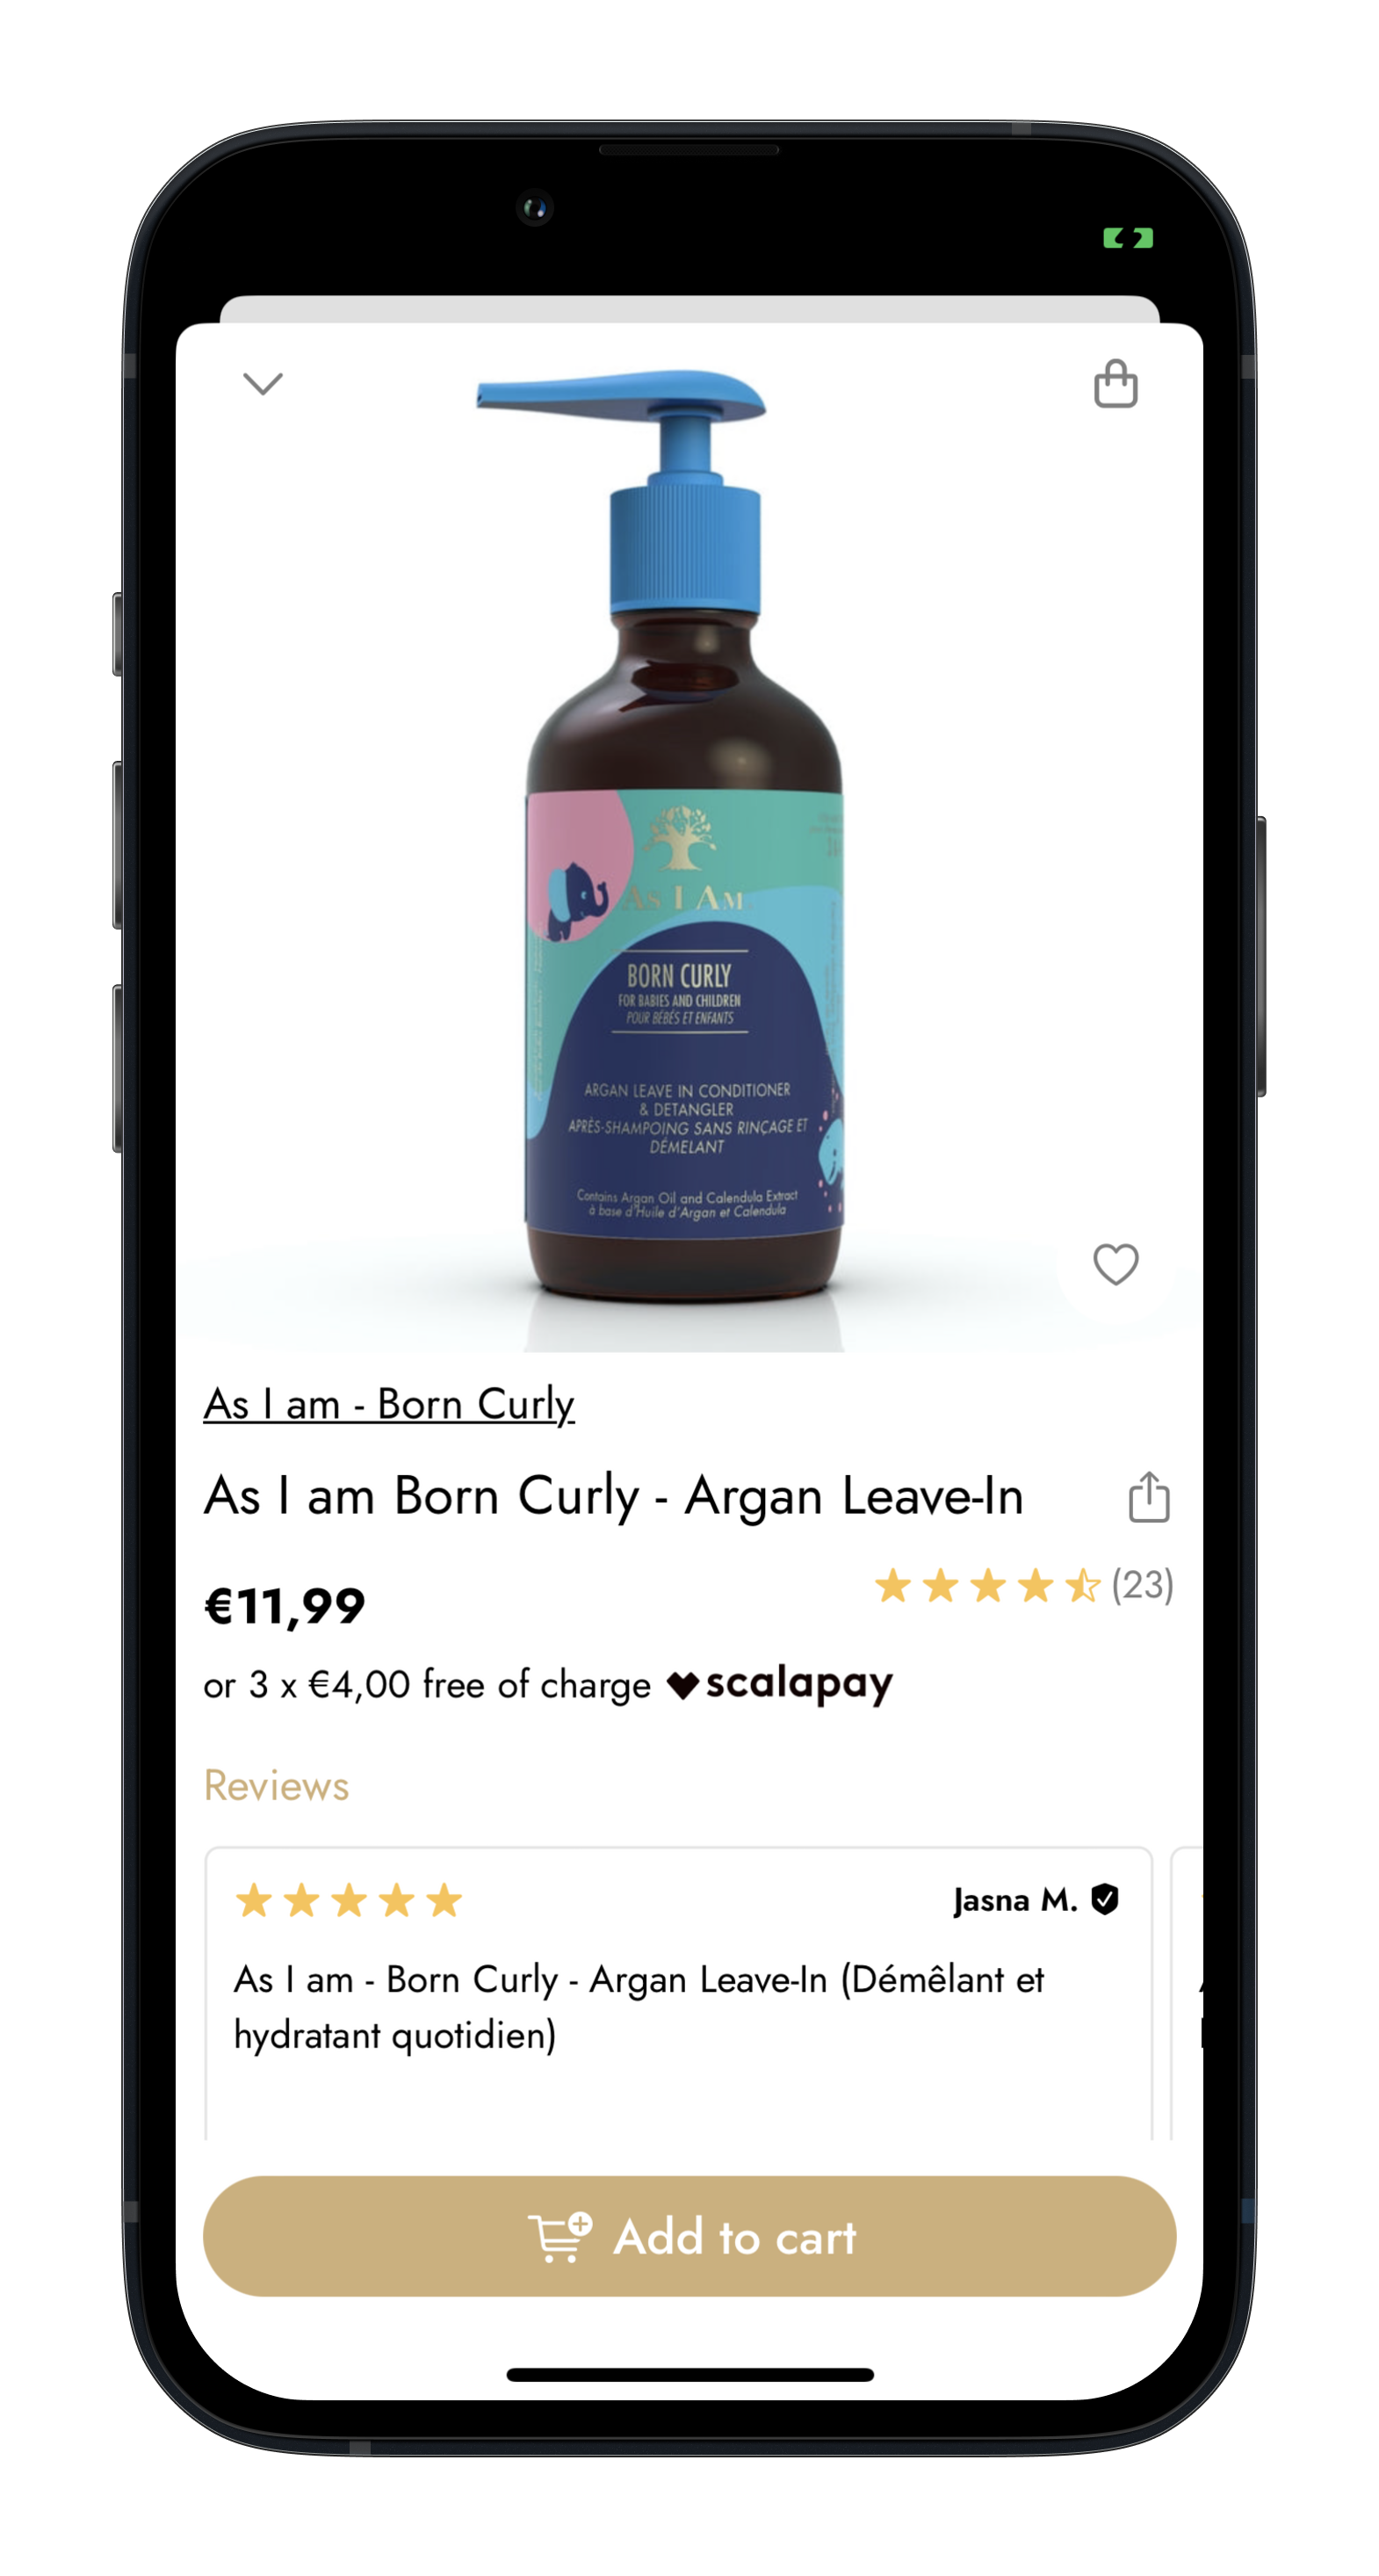 As I Am
BORN CURLY
FOR BABIES AND CHILDREN
POUR BÉBÉS ET ENFANTS
ARGAN LEAVE IN CONDITIONER
& DETANGLER
APRÈS-SHAMPOING SANS RINÇAGE ET
DÉMELANT
Contains Argan Oil and Calendula Extract
à base d'Huile d'Argan et Calendula
As I am - Born Curly
As I am Born Curly - Argan Leave-In
€11,99
(23)
or 3 x €4,00 free of charge scalapay
Reviews
Jasna M.
As I am - Born Curly - Argan Leave-In (Démêlant et
hydratant quotidien)
Add to cart